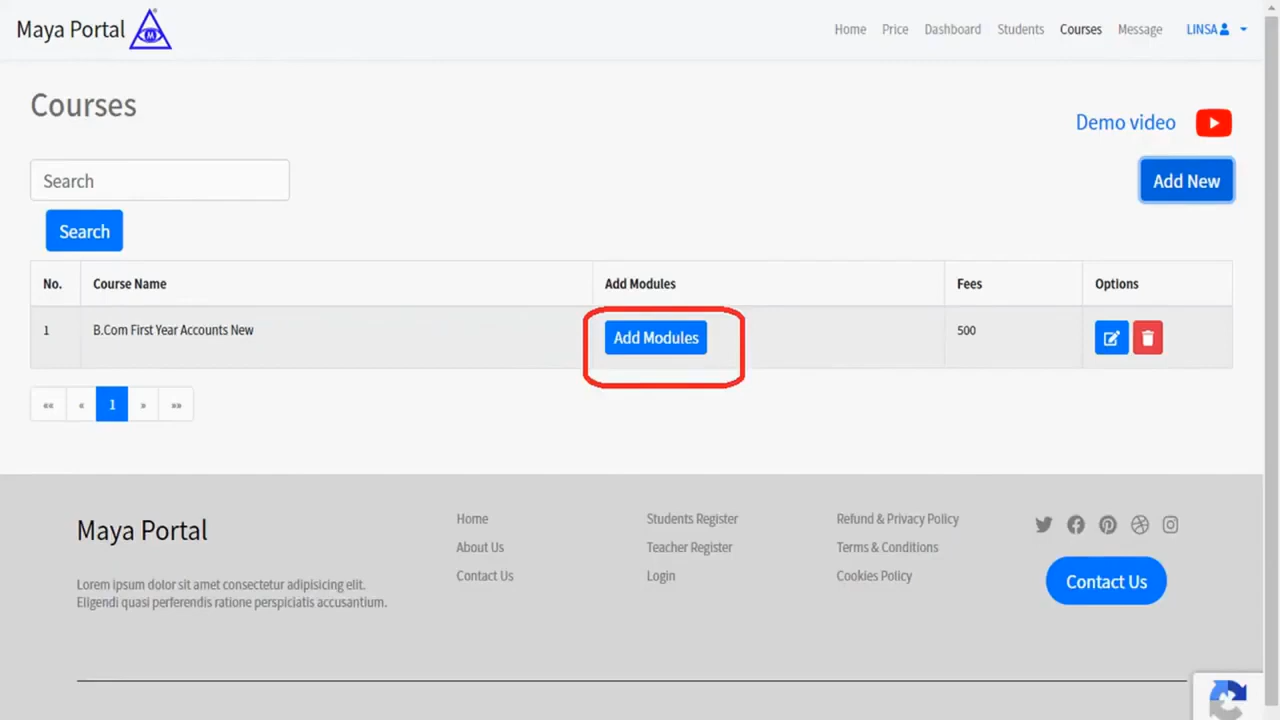 Maya Portal
M
Home Price Dashboard Students Courses Message LINSA
Courses
Demo video
Search
Add New
Search
No. Course Name Add Modules Fees Options
1 B.Com First Year Accounts New Add Modules 500
«« « 1 » »»
Maya Portal
Lorem ipsum dolor sit amet consectetur adipisicing elit.
Eligendi quasi perferendis ratione perspiciatis accusantium.
Home
About Us
Contact Us
Students Register
Teacher Register
Login
Refund & Privacy Policy
Terms & Conditions
Cookies Policy
Contact Us